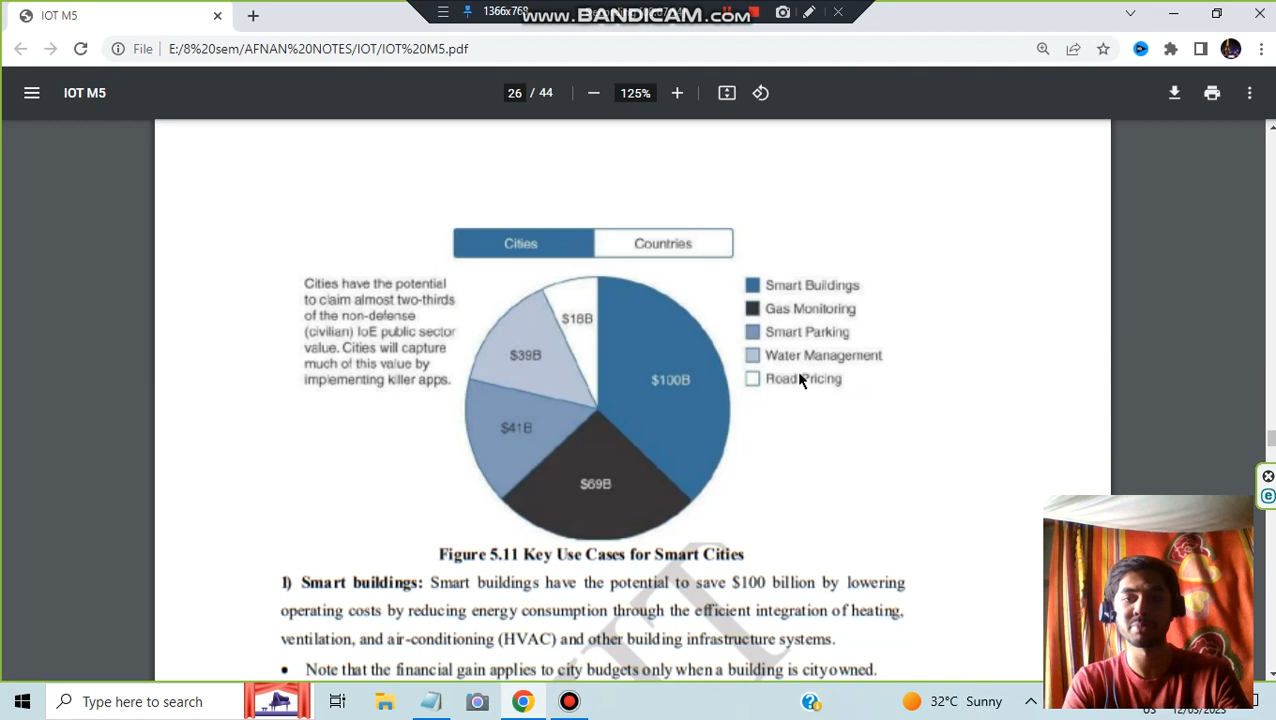 IOT M5
1366x768
www.BANDICAM.com
File
E:/8%20sem/AFNAN%20NOTES/IOT/IOT%20M5.pdf
IOT M5
26 / 44
125%
Cities
Countries
Cities have the potential
to claim almost two-thirds
of the non-defense
(civilian) IoE public sector
value. Cities will capture
much of this value by
implementing killer apps.
$18B
$39B
$100B
$41B
$69B
Smart Buildings
Gas Monitoring
Smart Parking
Water Management
Road Pricing
Figure 5.11 Key Use Cases for Smart Cities
I) Smart buildings: Smart buildings have the potential to save $100 billion by lowering
operating costs by reducing energy consumption through the efficient integration of heating,
ventilation, and air-conditioning (HVAC) and other building infrastructure systems.
• Note that the financial gain applies to city budgets only when a building is cityowned.
Type here to search
32°C Sunny